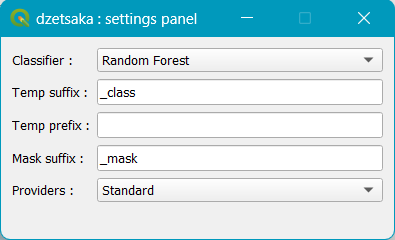 dzetsaka : settings panel
Classifier : Random Forest
Temp suffix : _class
Temp prefix :
Mask suffix : _mask
Providers : Standard